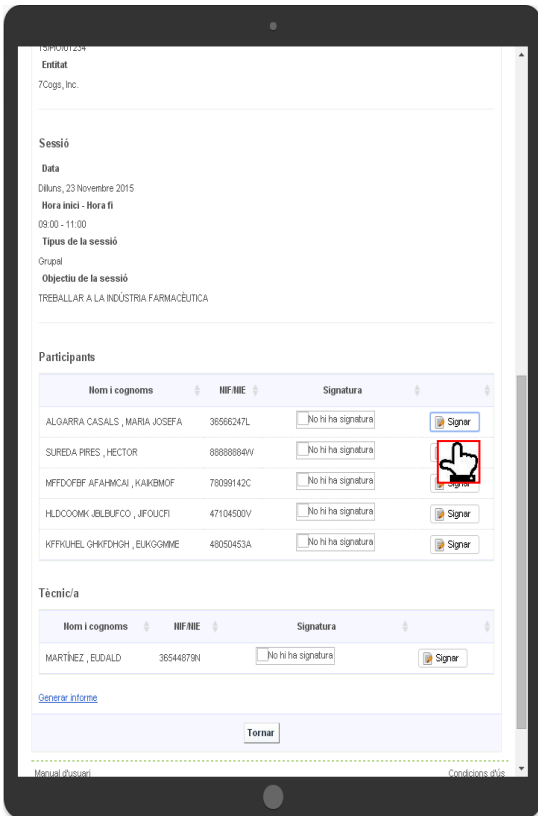 15/PIO/01234
Entitat
7Cogs, Inc.
Sessió
Data
Dilluns, 23 Novembre 2015
Hora inici - Hora fi
09:00 - 11:00
Tipus de la sessió
Grupal
Objectiu de la sessió
TREBALLAR A LA INDÚSTRIA FARMACÈUTICA
Participants
Nom i cognoms NIF/NIE Signatura
ALGARRA CASALS , MARIA JOSEFA 36566247L No hi ha signatura Signar
SUREDA PIRES , HECTOR 88888884W No hi ha signatura
MFFDOFBF AFAHMCAI , KAIKBMOF 78099142C No hi ha signatura Signar
HLDCOOMK JBLBUFCO , JIFOUCFI 47104500V No hi ha signatura Signar
KFFKUHEL GHKFDHGH , EUKGGMME 48050453A No hi ha signatura Signar
Tècnic/a
Nom i cognoms NIF/NIE Signatura
MARTÍNEZ , EUDALD 36544879N No hi ha signatura Signar
Generar informe
Tornar
Manual d'usuari Condicions d'ús